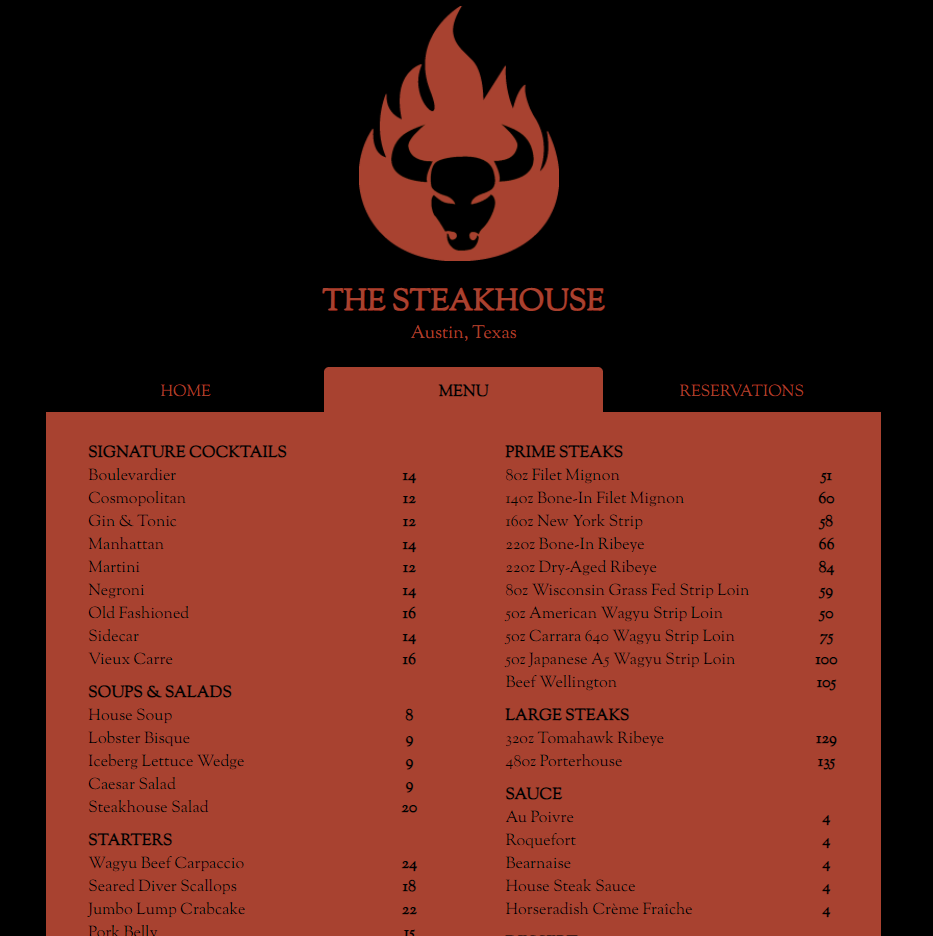 THE STEAKHOUSE
Austin, Texas
HOME
MENU
RESERVATIONS
SIGNATURE COCKTAILS
Boulevardier 14
Cosmopolitan 12
Gin & Tonic 12
Manhattan 14
Martini 12
Negroni 14
Old Fashioned 16
Sidecar 14
Vieux Carre 16
SOUPS & SALADS
House Soup 8
Lobster Bisque 9
Iceberg Lettuce Wedge 9
Caesar Salad 9
Steakhouse Salad 20
STARTERS
Wagyu Beef Carpaccio 24
Seared Diver Scallops 18
Jumbo Lump Crabcake 22
Pork Belly 15
PRIME STEAKS
8oz Filet Mignon 51
14oz Bone-In Filet Mignon 60
16oz New York Strip 58
22oz Bone-In Ribeye 66
22oz Dry-Aged Ribeye 84
8oz Wisconsin Grass Fed Strip Loin 59
5oz American Wagyu Strip Loin 50
5oz Carrara 640 Wagyu Strip Loin 75
5oz Japanese A5 Wagyu Strip Loin 100
Beef Wellington 105
LARGE STEAKS
32oz Tomahawk Ribeye 129
48oz Porterhouse 135
SAUCE
Au Poivre 4
Roquefort 4
Bearnaise 4
House Steak Sauce 4
Horseradish Crème Fraiche 4